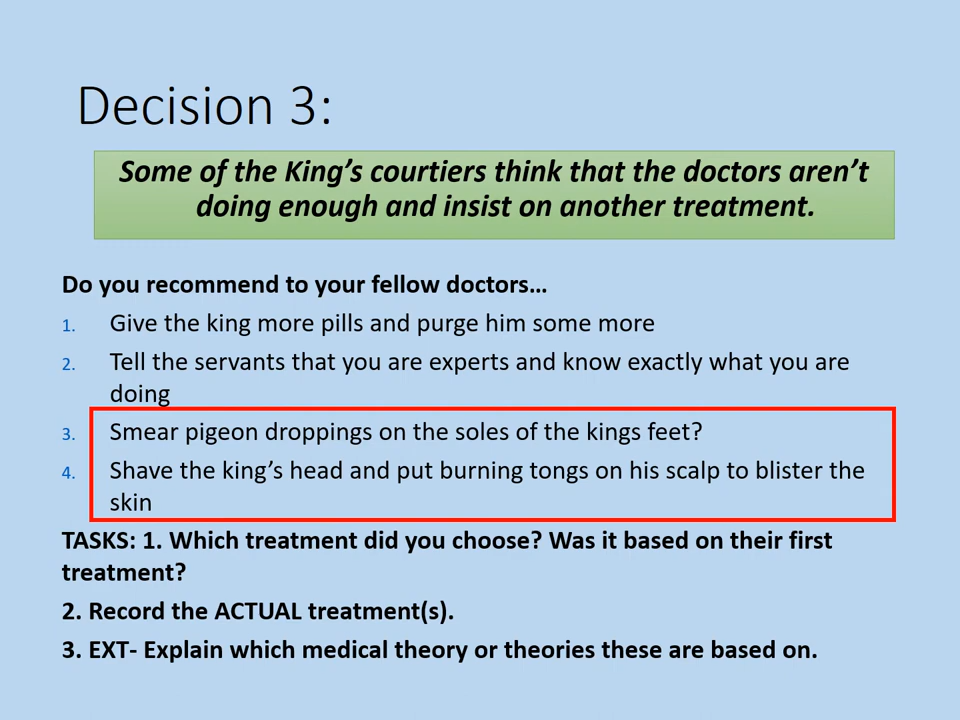 Decision 3:
Some of the King’s courtiers think that the doctors aren’t
doing enough and insist on another treatment.
Do you recommend to your fellow doctors…
1. Give the king more pills and purge him some more
2. Tell the servants that you are experts and know exactly what you are
doing
3. Smear pigeon droppings on the soles of the kings feet?
4. Shave the king’s head and put burning tongs on his scalp to blister the
skin
TASKS: 1. Which treatment did you choose? Was it based on their first
treatment?
2. Record the ACTUAL treatment(s).
3. EXT- Explain which medical theory or theories these are based on.